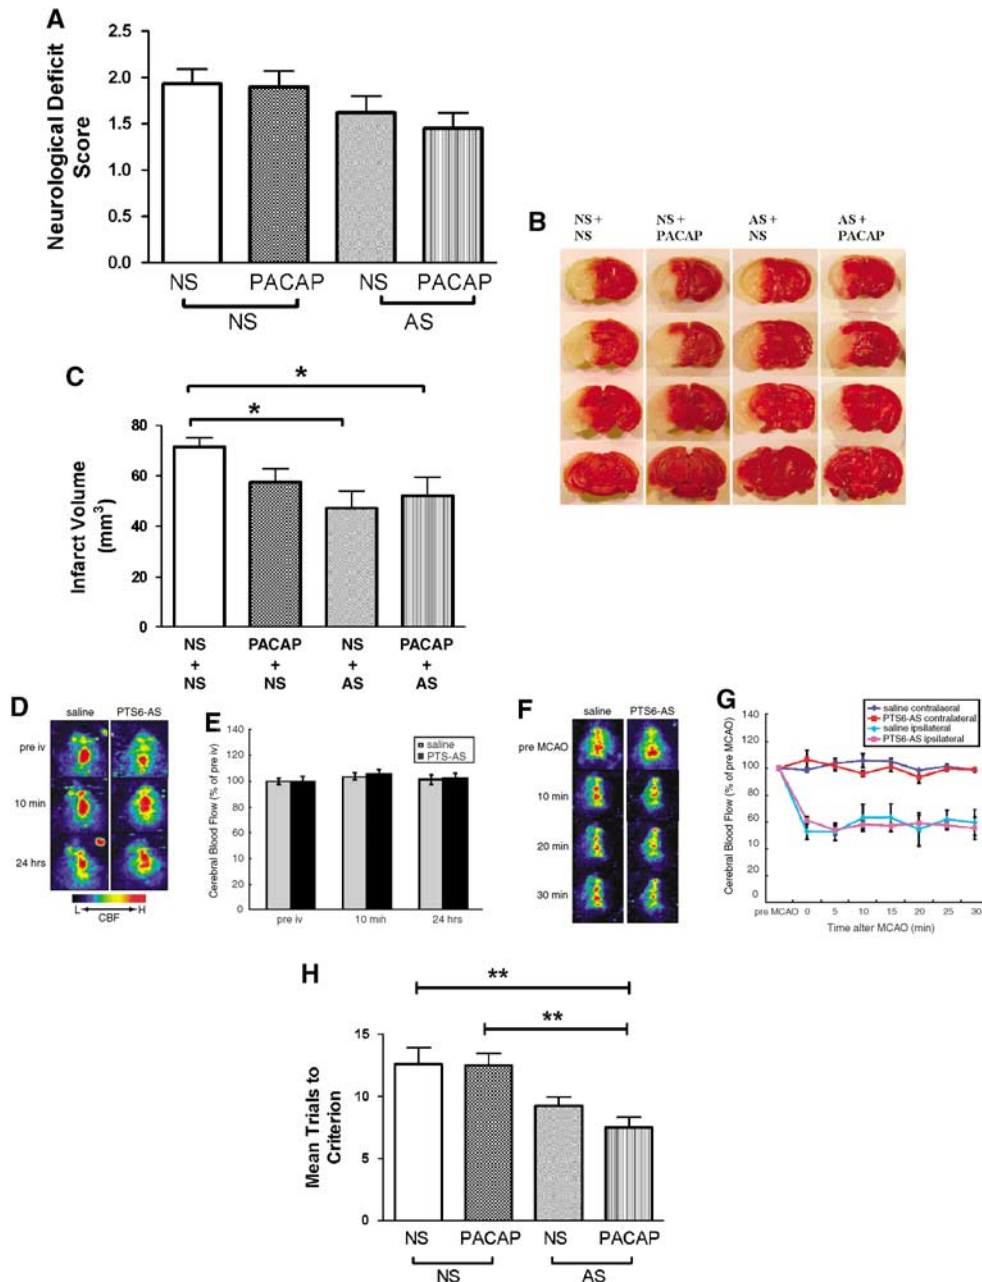 A
Neurological Deficit
Score
2.5
2.0
1.5
1.0
0.5
0.0
NS PACAP NS PACAP
NS AS
B
NS + NS + AS + AS +
NS PACAP NS PACAP
C
* 
*
Infarct Volume
(mm3)
80
60
40
20
0
NS PACAP NS PACAP
+ + + +
NS NS AS AS
D
saline PTS6-AS
pre iv
10 min
24 hrs
L H
CBF
E
Cerebral Blood Flow (% of pre iv)
140
120
100
80
60
10
20
0
saline
PTS-AS
pre iv 10 min 24 hrs
F
saline PTS6-AS
pre MCAO
10 min
20 min
30 min
G
saline contralaeral
PTS6-AS contralateral
saline ipsilateral
PTS6-AS ipsilateral
Cerebral Blood Flow (% of pre MCAO)
140
120
100
80
60
10
20
0
pre MCAO 0 5 10 15 20 25 30
Time alter MCAO (min)
H
**
**
Mean Trials to
Criterion
15
10
5
0
NS PACAP NS PACAP
NS AS